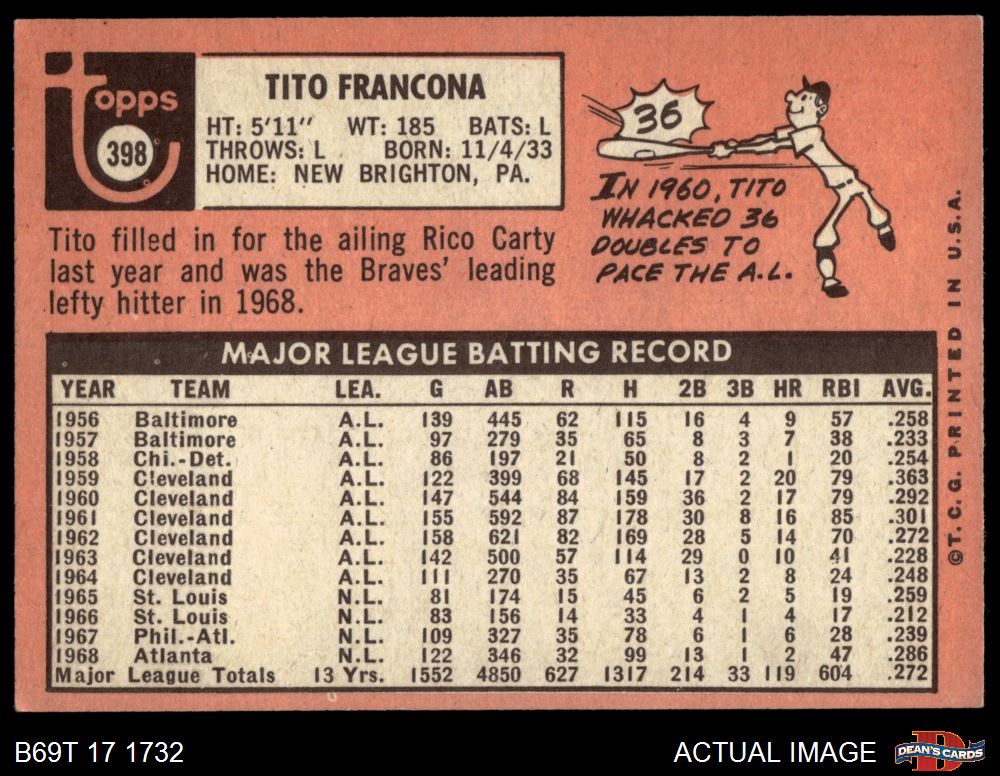 Topps
398
TITO FRANCONA
HT: 5'11" WT: 185 BATS: L
THROWS: L BORN: 11/4/33
HOME: NEW BRIGHTON, PA.
36
IN 1960, TITO
WHACKED 36
DOUBLES TO
PACE THE A.L.
Tito filled in for the ailing Rico Carty
last year and was the Braves' leading
lefty hitter in 1968.
MAJOR LEAGUE BATTING RECORD
YEAR TEAM LEA. G AB R H 2B 3B HR RBI AVG.
1956 Baltimore A.L. 139 445 62 115 16 4 9 57 .258
1957 Baltimore A.L. 97 279 35 65 8 3 7 38 .233
1958 Chi.-Det. A.L. 86 197 21 50 8 2 1 20 .254
1959 Cleveland A.L. 122 399 68 145 17 2 20 79 .363
1960 Cleveland A.L. 147 544 84 159 36 2 17 79 .292
1961 Cleveland A.L. 155 592 87 178 30 8 16 85 .301
1962 Cleveland A.L. 158 621 82 169 28 5 14 70 .272
1963 Cleveland A.L. 142 500 57 114 29 0 10 41 .228
1964 Cleveland A.L. 111 270 35 67 13 2 8 24 .248
1965 St. Louis N.L. 81 174 15 45 6 2 5 19 .259
1966 St. Louis N.L. 83 156 14 33 4 1 4 17 .212
1967 Phil.-Atl. N.L. 109 327 35 78 6 1 6 28 .239
1968 Atlanta N.L. 122 346 32 99 13 1 2 47 .286
Major League Totals 13 Yrs. 1552 4850 627 1317 214 33 119 604 .272
©T.C.G. PRINTED IN U.S.A.
B69T 17 1732
ACTUAL IMAGE
DEAN'S CARDS